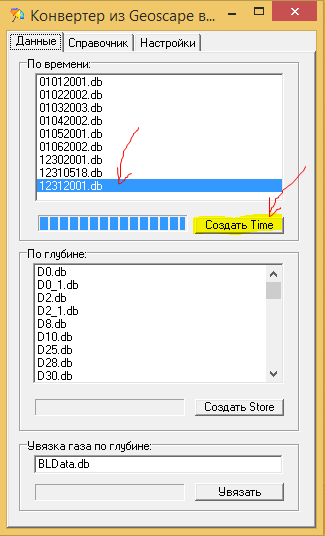 Конвертер из Geoscape в...
Данные Справочник Настройки
По времени:
01012001.db
01022002.db
01032003.db
01042002.db
01052001.db
01062002.db
12302001.db
12310518.db
12312001.db
Создать Time
По глубине:
D0.db
D0_1.db
D2.db
D2_1.db
D8.db
D10.db
D25.db
D28.db
D30.db
Создать Store
Увязка газа по глубине:
BLData.db
Увязать